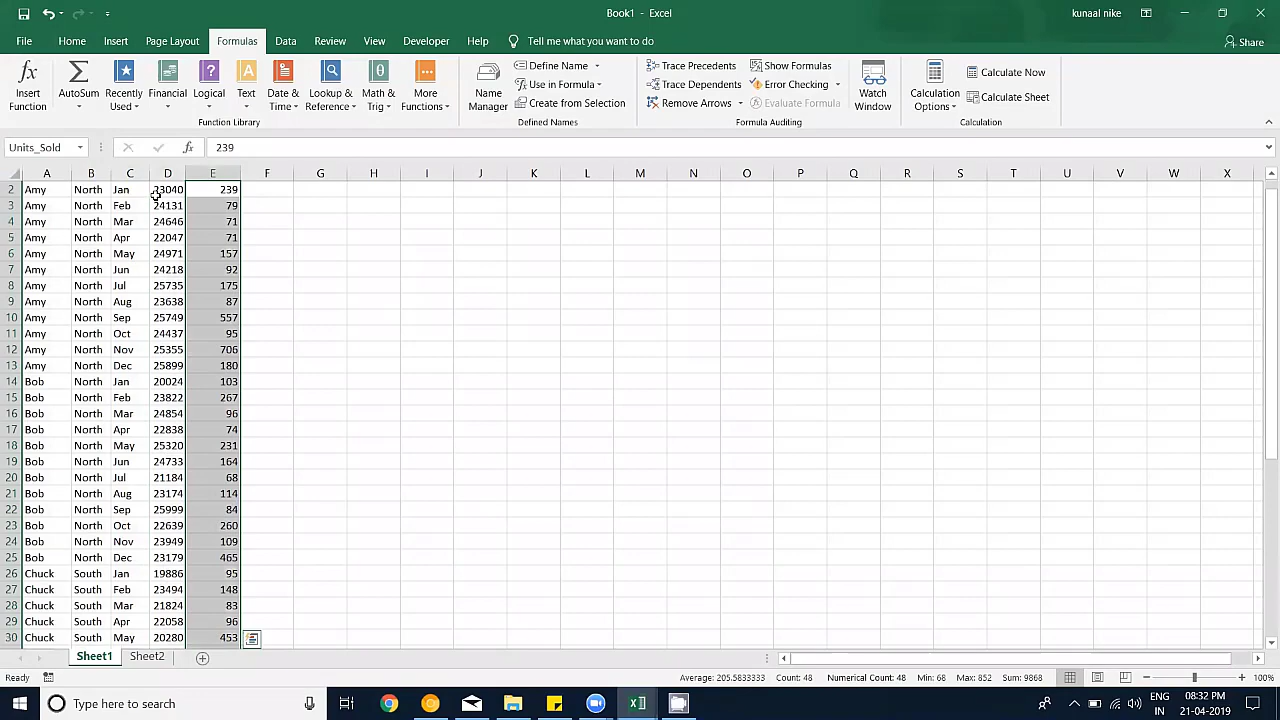 Book1 - Excel
kunaal nike
File Home Insert Page Layout Formulas Data Review View Developer Help Tell me what you want to do Share
Insert Function
AutoSum
Recently Used
Financial
Logical
Text
Date & Time
Lookup & Reference
Math & Trig
More Functions
Function Library
Name Manager
Define Name
Use in Formula
Create from Selection
Defined Names
Trace Precedents
Trace Dependents
Remove Arrows
Show Formulas
Error Checking
Evaluate Formula
Formula Auditing
Watch Window
Calculation Options
Calculate Now
Calculate Sheet
Calculation
Units_Sold fx 239
A B C D E F G H I J K L M N O P Q R S T U V W X
2 Amy North Jan 23040 239
3 Amy North Feb 24131 79
4 Amy North Mar 24646 71
5 Amy North Apr 22047 71
6 Amy North May 24971 157
7 Amy North Jun 24218 92
8 Amy North Jul 25735 175
9 Amy North Aug 23638 87
10 Amy North Sep 25749 557
11 Amy North Oct 24437 95
12 Amy North Nov 25355 706
13 Amy North Dec 25899 180
14 Bob North Jan 20024 103
15 Bob North Feb 23822 267
16 Bob North Mar 24854 96
17 Bob North Apr 22838 74
18 Bob North May 25320 231
19 Bob North Jun 24733 164
20 Bob North Jul 21184 68
21 Bob North Aug 23174 114
22 Bob North Sep 25999 84
23 Bob North Oct 22639 260
24 Bob North Nov 23949 109
25 Bob North Dec 23179 465
26 Chuck South Jan 19886 95
27 Chuck South Feb 23494 148
28 Chuck South Mar 21824 83
29 Chuck South Apr 22058 96
30 Chuck South May 20280 453
Sheet1 Sheet2
Ready Average: 205.5833333 Count: 48 Numerical Count: 48 Min: 68 Max: 852 Sum: 9868 100%
Type here to search
ENG
IN
08:32 PM
21-04-2019